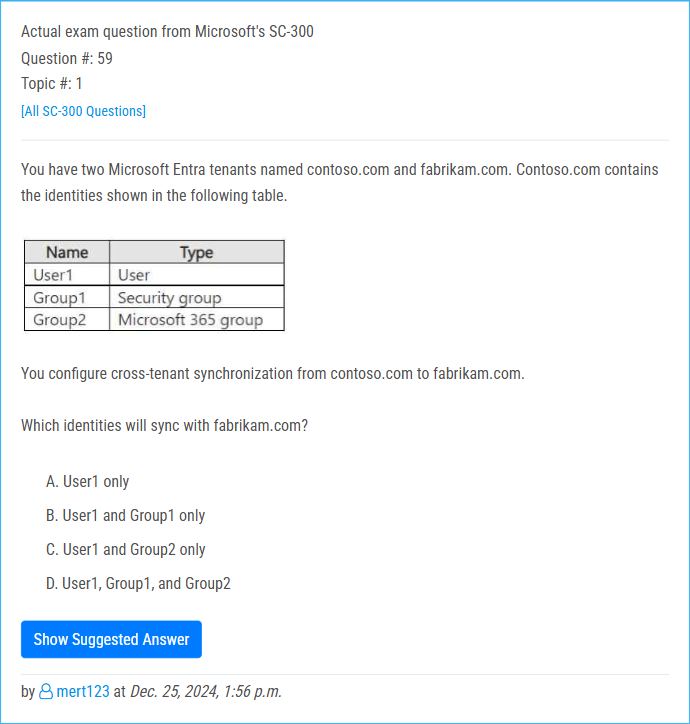 Actual exam question from Microsoft's SC-300
Question #: 59
Topic #: 1
[All SC-300 Questions]
You have two Microsoft Entra tenants named contoso.com and fabrikam.com. Contoso.com contains
the identities shown in the following table.
Name Type
User1 User
Group1 Security group
Group2 Microsoft 365 group
You configure cross-tenant synchronization from contoso.com to fabrikam.com.
Which identities will sync with fabrikam.com?
A. User1 only
B. User1 and Group1 only
C. User1 and Group2 only
D. User1, Group1, and Group2
Show Suggested Answer
by mert123 at Dec. 25, 2024, 1:56 p.m.